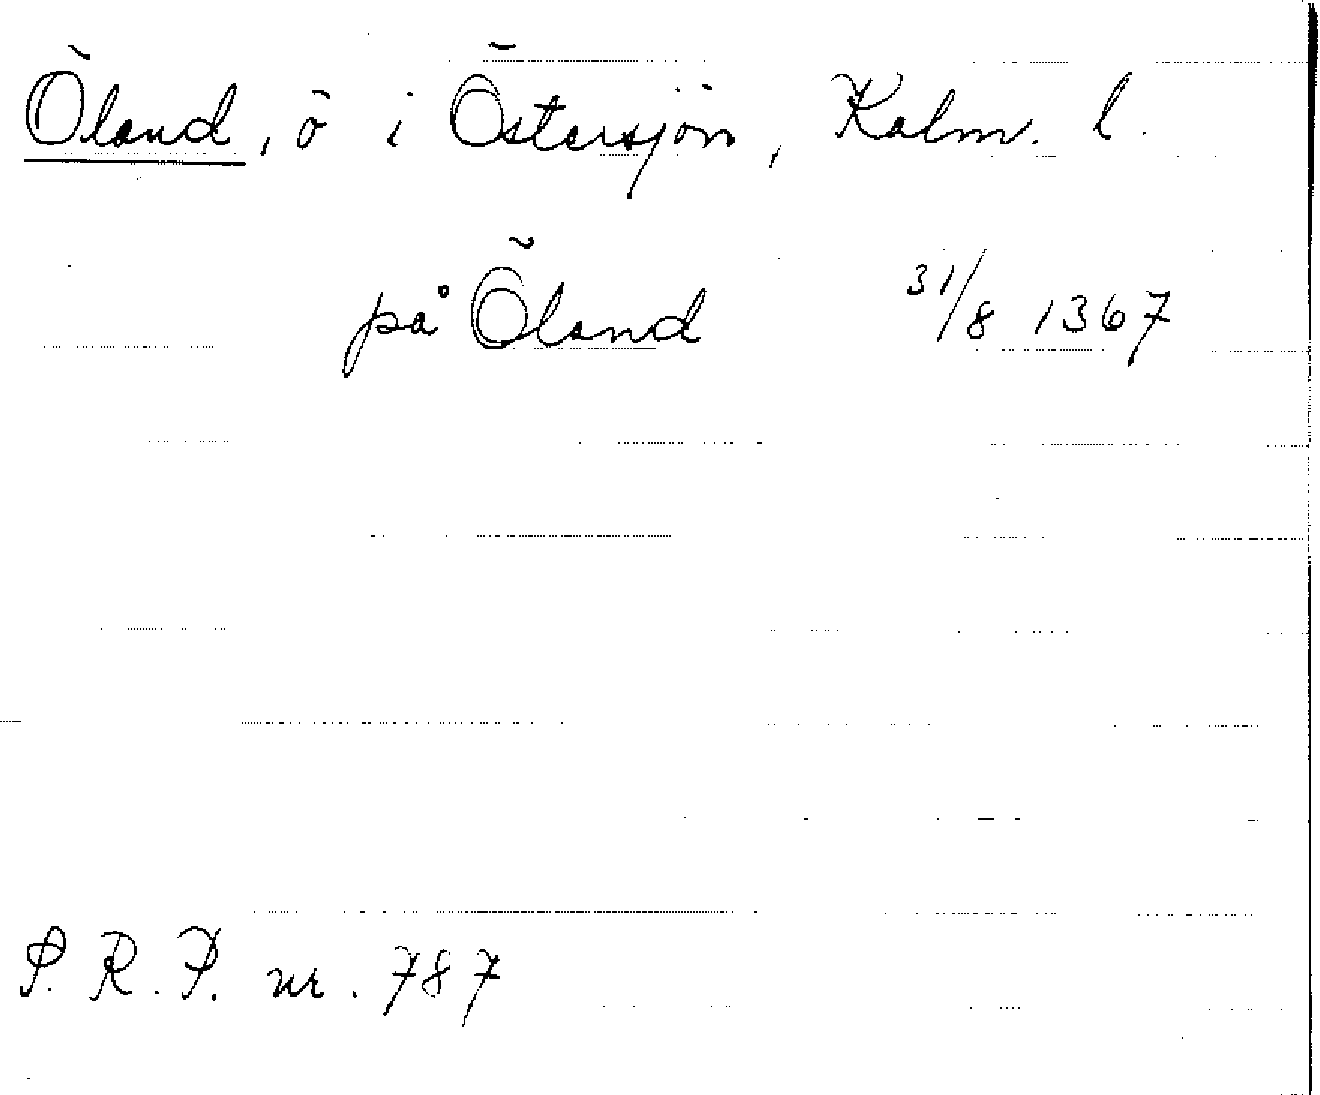 Öland, ö i Östersjön, Kalm. l.
på Öland 31/8 1367
S. R. P. nr. 787